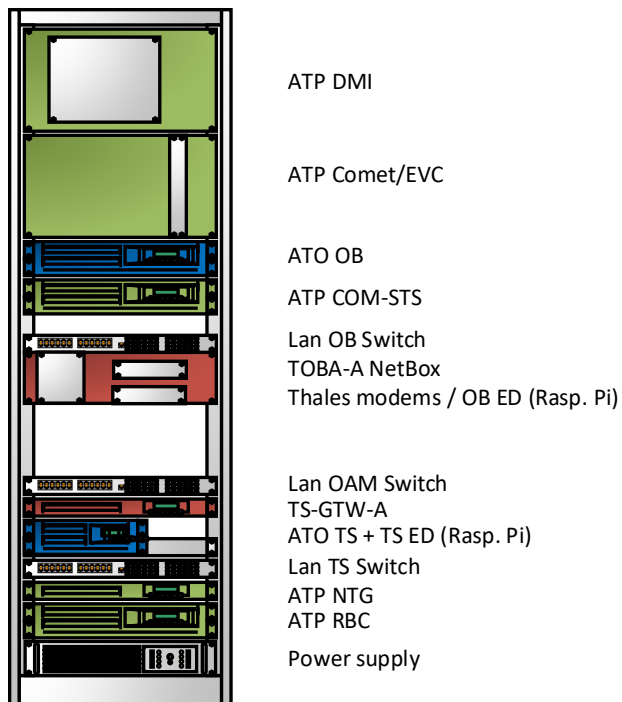 ATP DMI
ATP Comet/EVC
ATO OB
ATP COM-STS
Lan OB Switch
TOBA-A NetBox
Thales modems / OB ED (Rasp. Pi)
Lan OAM Switch
TS-GTW-A
ATO TS + TS ED (Rasp. Pi)
Lan TS Switch
ATP NTG
ATP RBC
Power supply